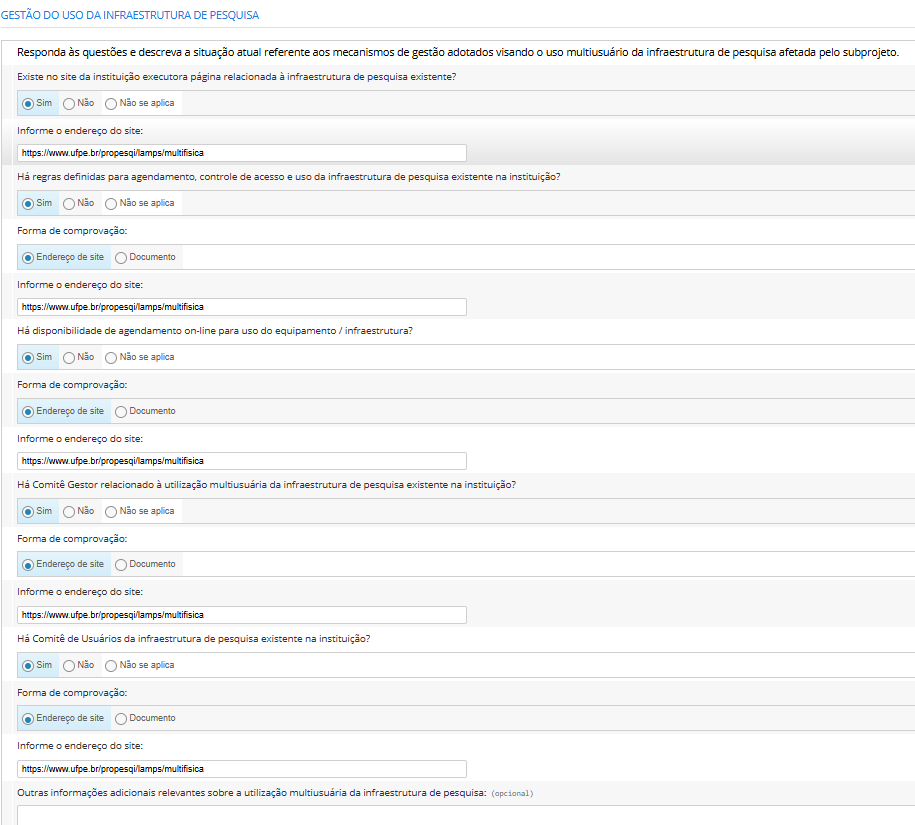 GESTÃO DO USO DA INFRAESTRUTURA DE PESQUISA
Responda às questões e descreva a situação atual referente aos mecanismos de gestão adotados visando o uso multiusuário da infraestrutura de pesquisa afetada pelo subprojeto.
Existe no site da instituição executora página relacionada à infraestrutura de pesquisa existente?
Sim Não Não se aplica
Informe o endereço do site:
https://www.ufpe.br/propesqi/lamps/multifisica
Há regras definidas para agendamento, controle de acesso e uso da infraestrutura de pesquisa existente na instituição?
Sim Não Não se aplica
Forma de comprovação:
Endereço de site Documento
Informe o endereço do site:
https://www.ufpe.br/propesqi/lamps/multifisica
Há disponibilidade de agendamento on-line para uso do equipamento / infraestrutura?
Sim Não Não se aplica
Forma de comprovação:
Endereço de site Documento
Informe o endereço do site:
https://www.ufpe.br/propesqi/lamps/multifisica
Há Comitê Gestor relacionado à utilização multiusuária da infraestrutura de pesquisa existente na instituição?
Sim Não Não se aplica
Forma de comprovação:
Endereço de site Documento
Informe o endereço do site:
https://www.ufpe.br/propesqi/lamps/multifisica
Há Comitê de Usuários da infraestrutura de pesquisa existente na instituição?
Sim Não Não se aplica
Forma de comprovação:
Endereço de site Documento
Informe o endereço do site:
https://www.ufpe.br/propesqi/lamps/multifisica
Outras informações adicionais relevantes sobre a utilização multiusuária da infraestrutura de pesquisa: (opcional)